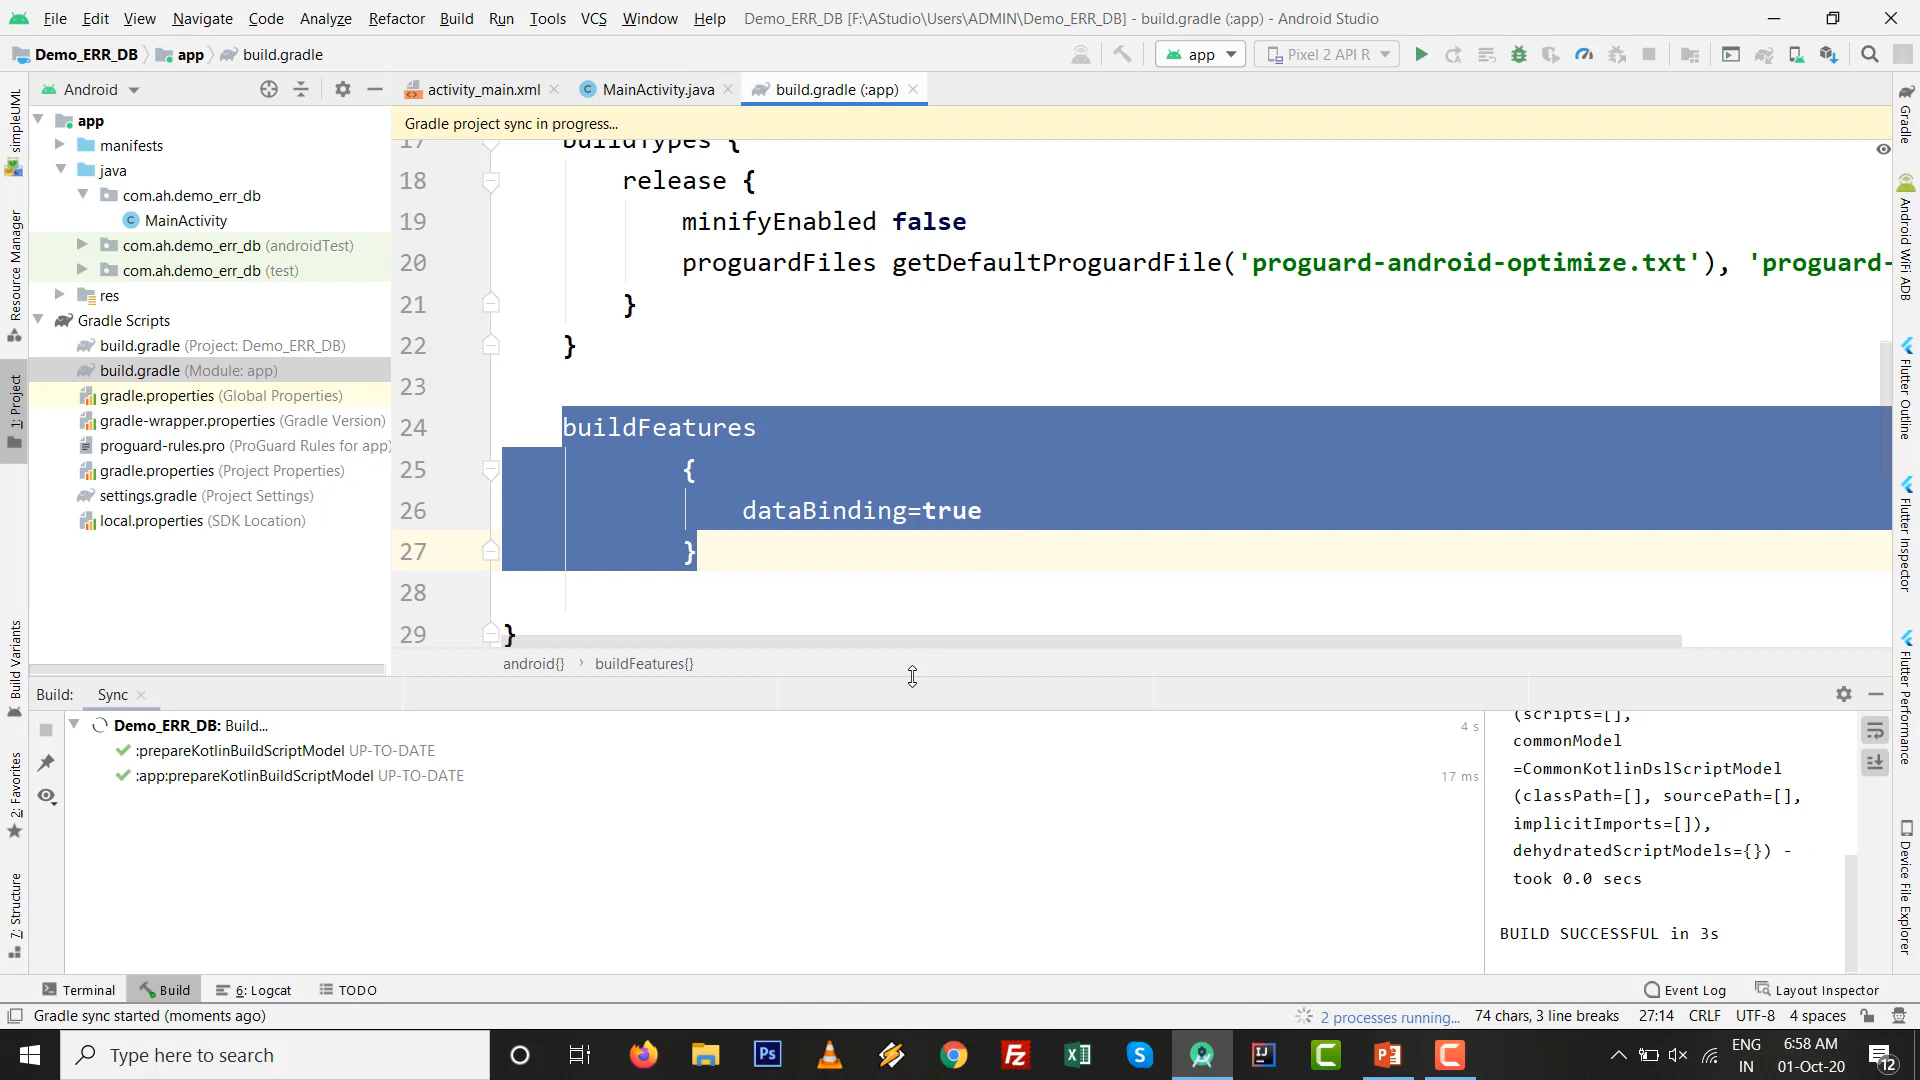 File Edit View Navigate Code Analyze Refactor Build Run Tools VCS Window Help Demo_ERR_DB [F:\AStudio\Users\ADMIN\Demo_ERR_DB] - build.gradle (:app) - Android Studio
Demo_ERR_DB app build.gradle app Pixel 2 API R
Android activity_main.xml MainActivity.java build.gradle (:app)
Gradle project sync in progress...
app
manifests
java
com.ah.demo_err_db
MainActivity
com.ah.demo_err_db (androidTest)
com.ah.demo_err_db (test)
res
Gradle Scripts
build.gradle (Project: Demo_ERR_DB)
build.gradle (Module: app)
gradle.properties (Global Properties)
gradle-wrapper.properties (Gradle Version)
proguard-rules.pro (ProGuard Rules for app)
gradle.properties (Project Properties)
settings.gradle (Project Settings)
local.properties (SDK Location)
17 buildTypes {
18 release {
19 minifyEnabled false
20 proguardFiles getDefaultProguardFile('proguard-android-optimize.txt'), 'proguard-
21 }
22 }
23
24 buildFeatures
25 {
26 dataBinding=true
27 }
28
29 }
android{} › buildFeatures{}
simpleUML
Resource Manager
1: Project
Build Variants
2: Favorites
7: Structure
Gradle
Android WiFi ADB
Flutter Outline
Flutter Inspector
Flutter Performance
Device File Explorer
Build: Sync
Demo_ERR_DB: Build... 4 s
:prepareKotlinBuildScriptModel UP-TO-DATE
:app:prepareKotlinBuildScriptModel UP-TO-DATE 17 ms
(scripts=[],
commonModel
=CommonKotlinDslScriptModel
(classPath=[], sourcePath=[],
implicitImports=[]),
dehydratedScriptModels={}) -
took 0.0 secs
BUILD SUCCESSFUL in 3s
Terminal Build 6: Logcat TODO Event Log Layout Inspector
Gradle sync started (moments ago) 2 processes running... 74 chars, 3 line breaks 27:14 CRLF UTF-8 4 spaces
Type here to search
ENG
IN
6:58 AM
01-Oct-20
12